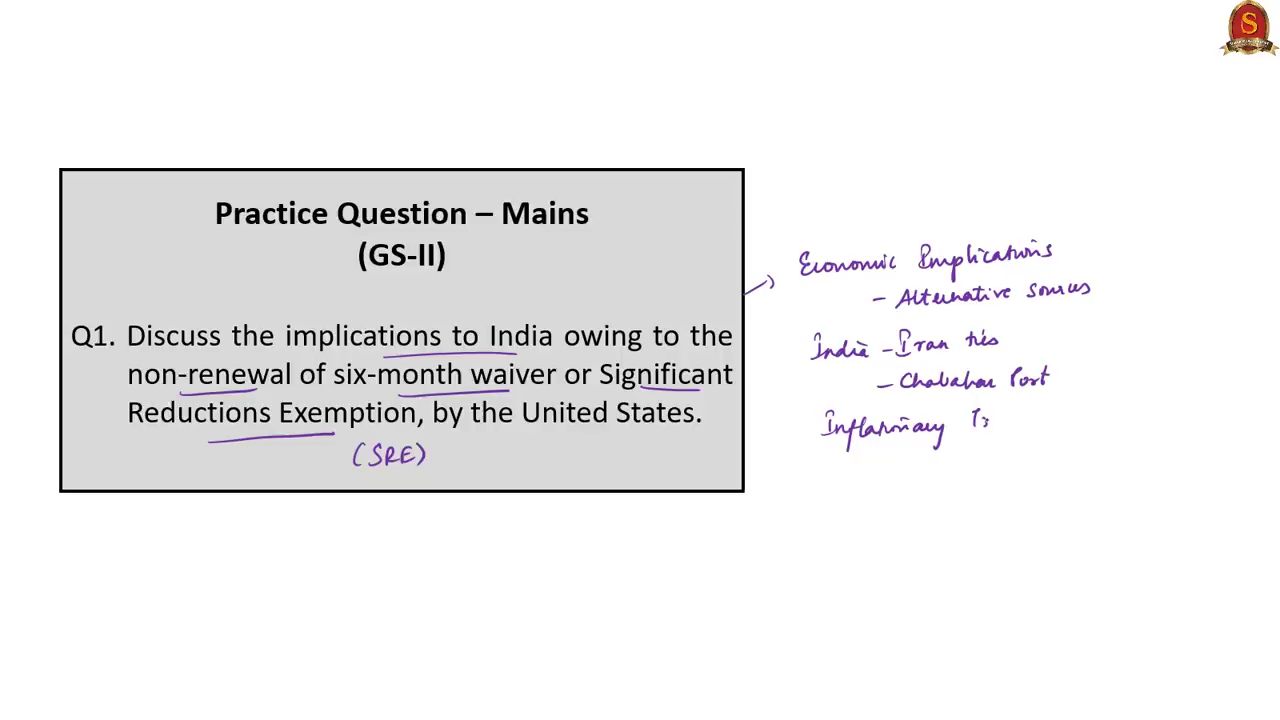 Practice Question – Mains
(GS-II)
Q1. Discuss the implications to India owing to the
non-renewal of six-month waiver or Significant
Reductions Exemption, by the United States.
(SRE)
Economic Implications
- Alternative sources
India - Iran ties
- Chabahar Port
Inflationary
S